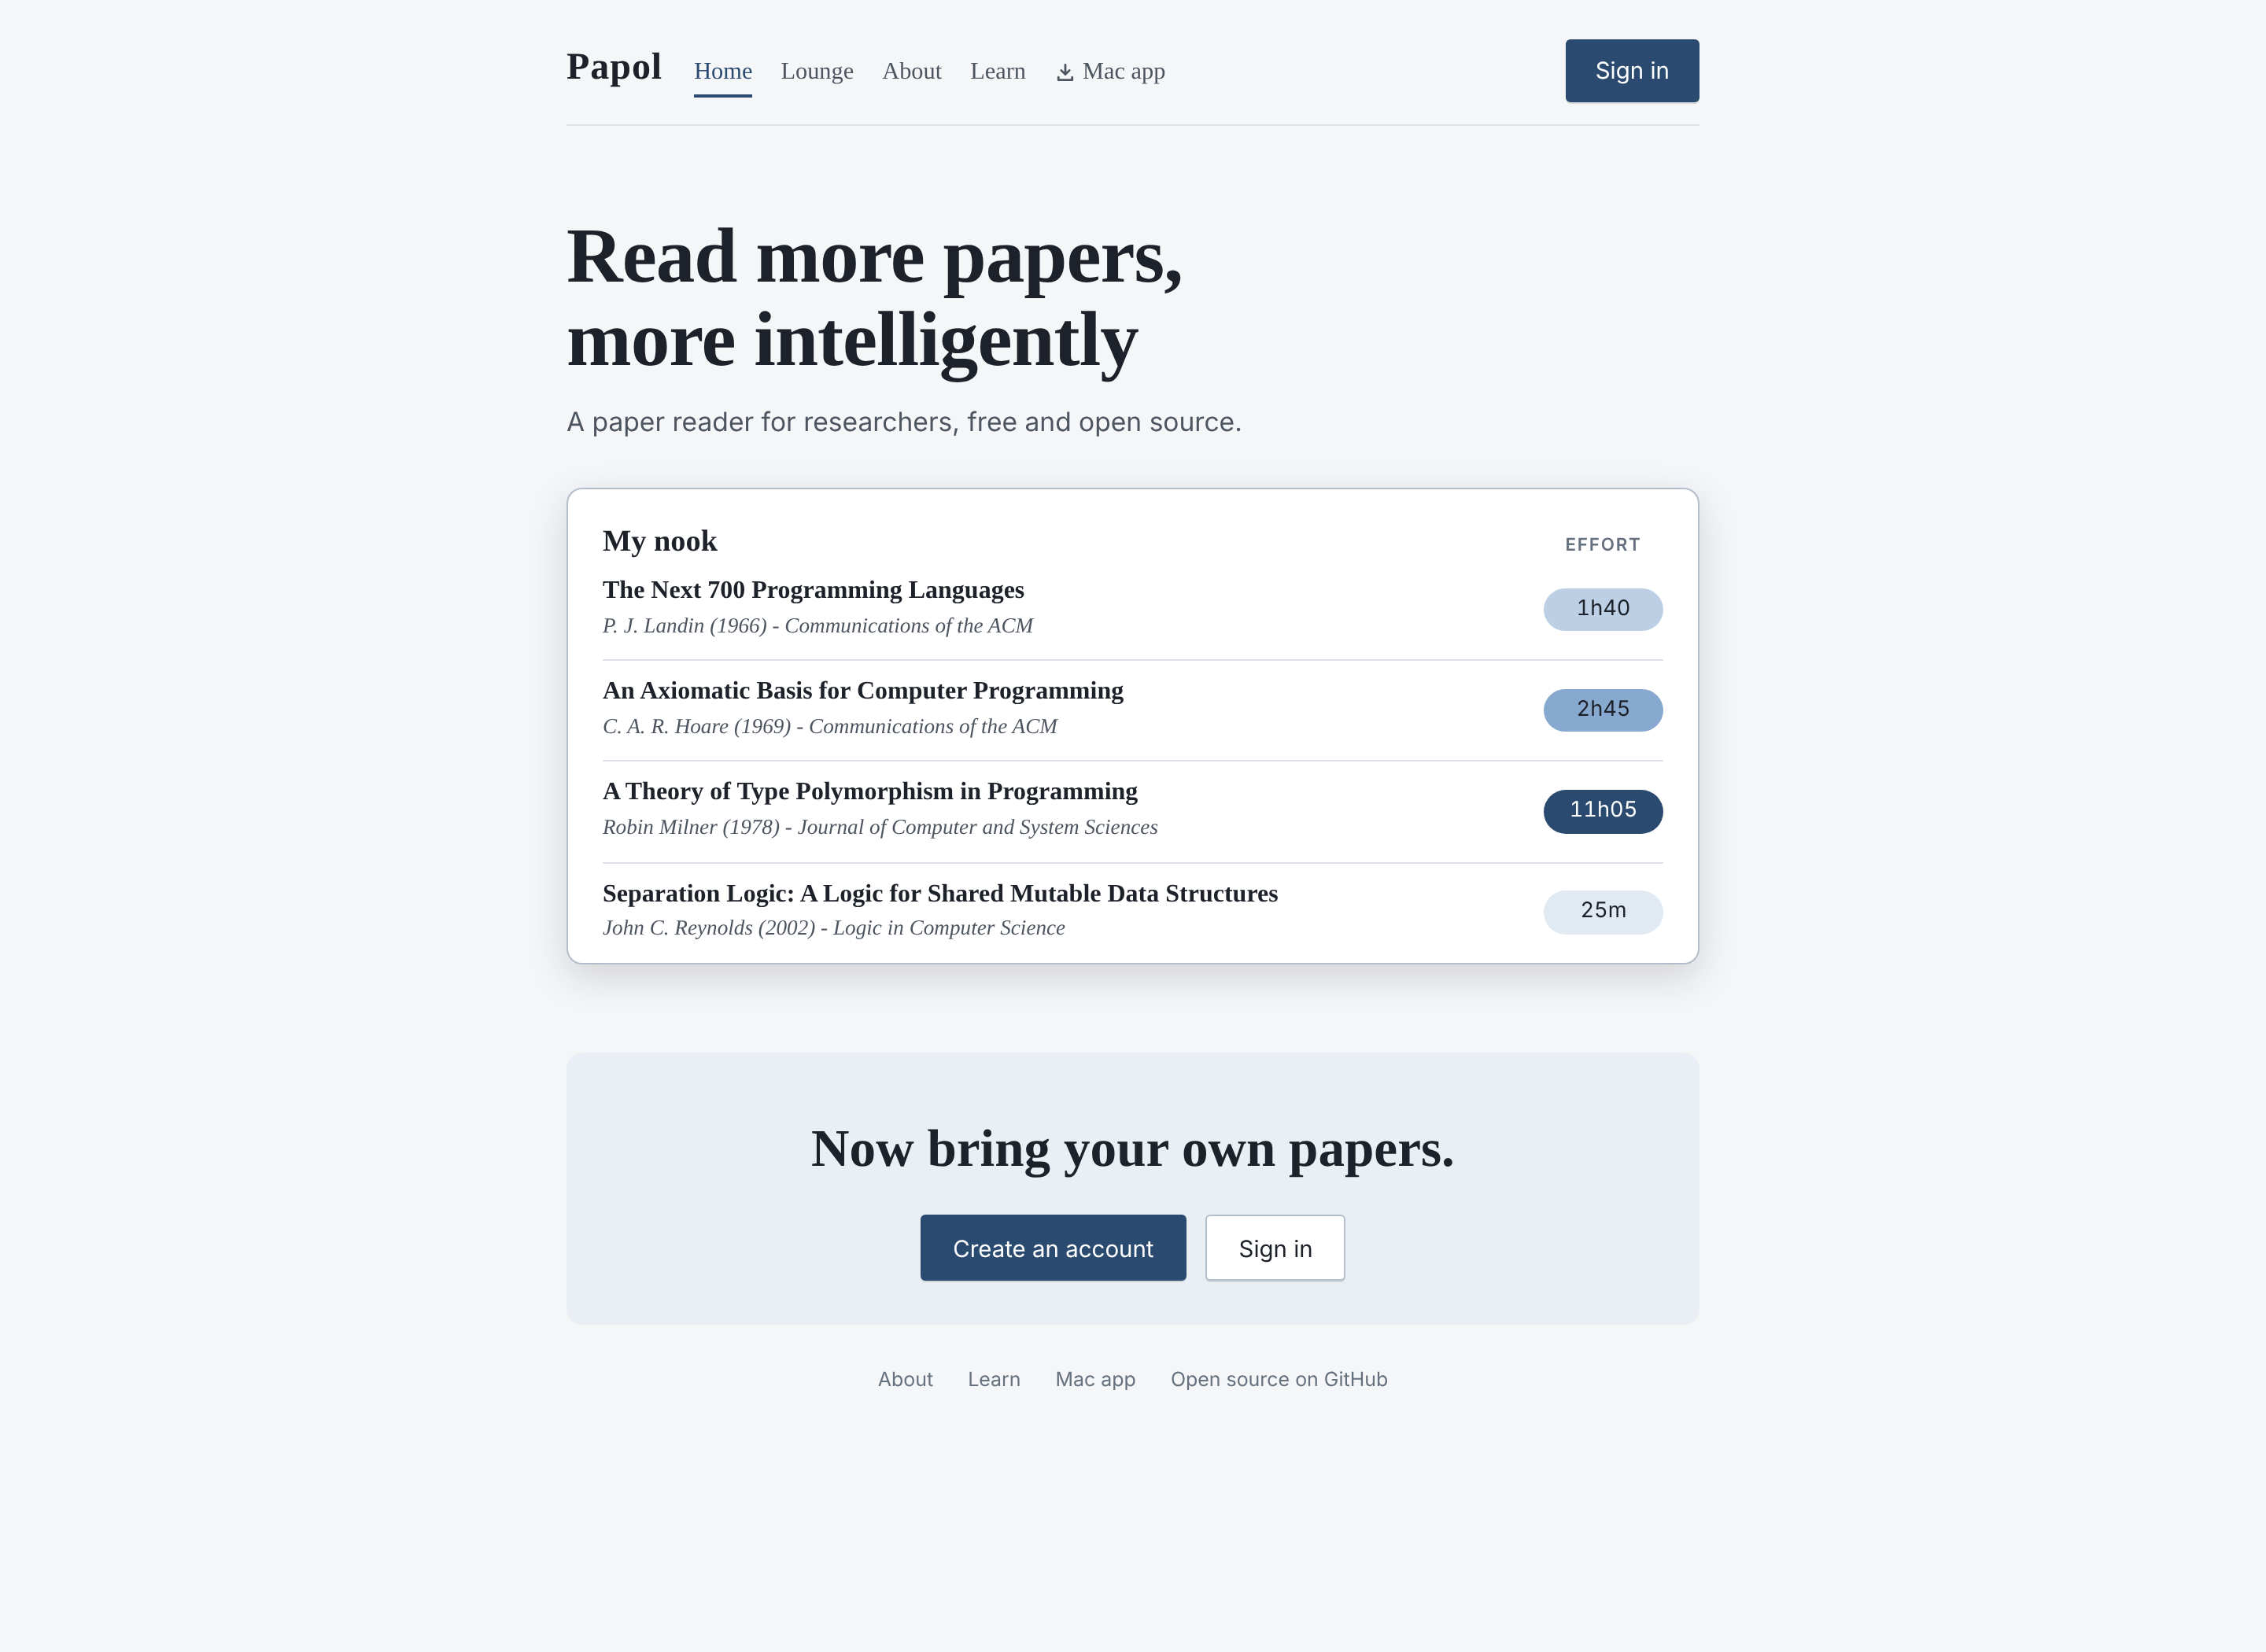 Papol Home Lounge About Learn Mac app Sign in
Read more papers,
more intelligently
A paper reader for researchers, free and open source.
My nook EFFORT
The Next 700 Programming Languages 1h40
P. J. Landin (1966) - Communications of the ACM
An Axiomatic Basis for Computer Programming 2h45
C. A. R. Hoare (1969) - Communications of the ACM
A Theory of Type Polymorphism in Programming 11h05
Robin Milner (1978) - Journal of Computer and System Sciences
Separation Logic: A Logic for Shared Mutable Data Structures 25m
John C. Reynolds (2002) - Logic in Computer Science
Now bring your own papers.
Create an account Sign in
About Learn Mac app Open source on GitHub